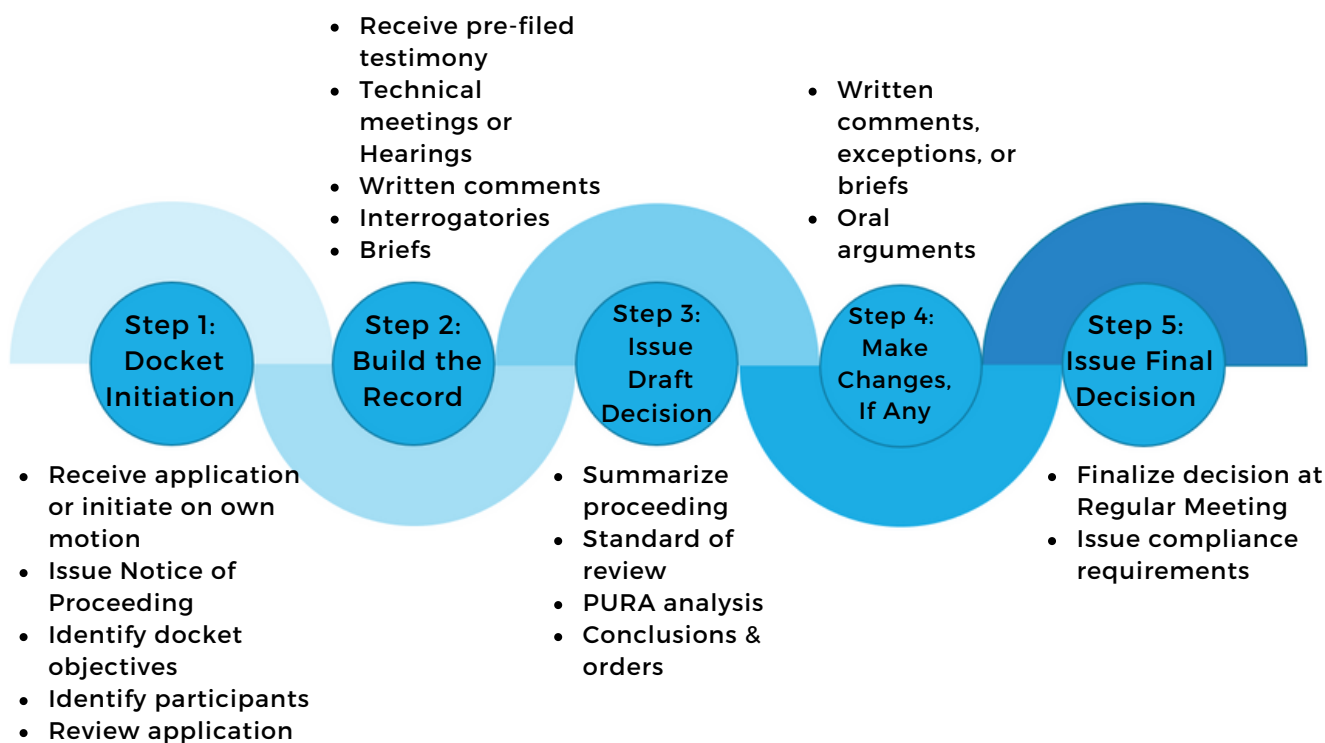 Step 1:
Docket
Initiation
• Receive application
or initiate on own
motion
• Issue Notice of
Proceeding
• Identify docket
objectives
• Identify participants
• Review application
• Receive pre-filed
testimony
• Technical
meetings or
Hearings
• Written comments
• Interrogatories
• Briefs
Step 2:
Build the
Record
Step 3:
Issue
Draft
Decision
• Summarize
proceeding
• Standard of
review
• PURA analysis
• Conclusions &
orders
• Written
comments,
exceptions, or
briefs
• Oral
arguments
Step 4:
Make
Changes,
If Any
Step 5:
Issue Final
Decision
• Finalize decision at
Regular Meeting
• Issue compliance
requirements